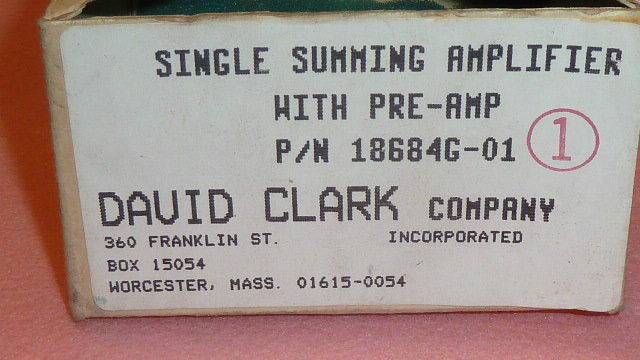 SINGLE SUMMING AMPLIFIER
WITH PRE-AMP
P/N 18684G-01 1
DAVID CLARK COMPANY
360 FRANKLIN ST. INCORPORATED
BOX 15054
WORCESTER, MASS. 01615-0054